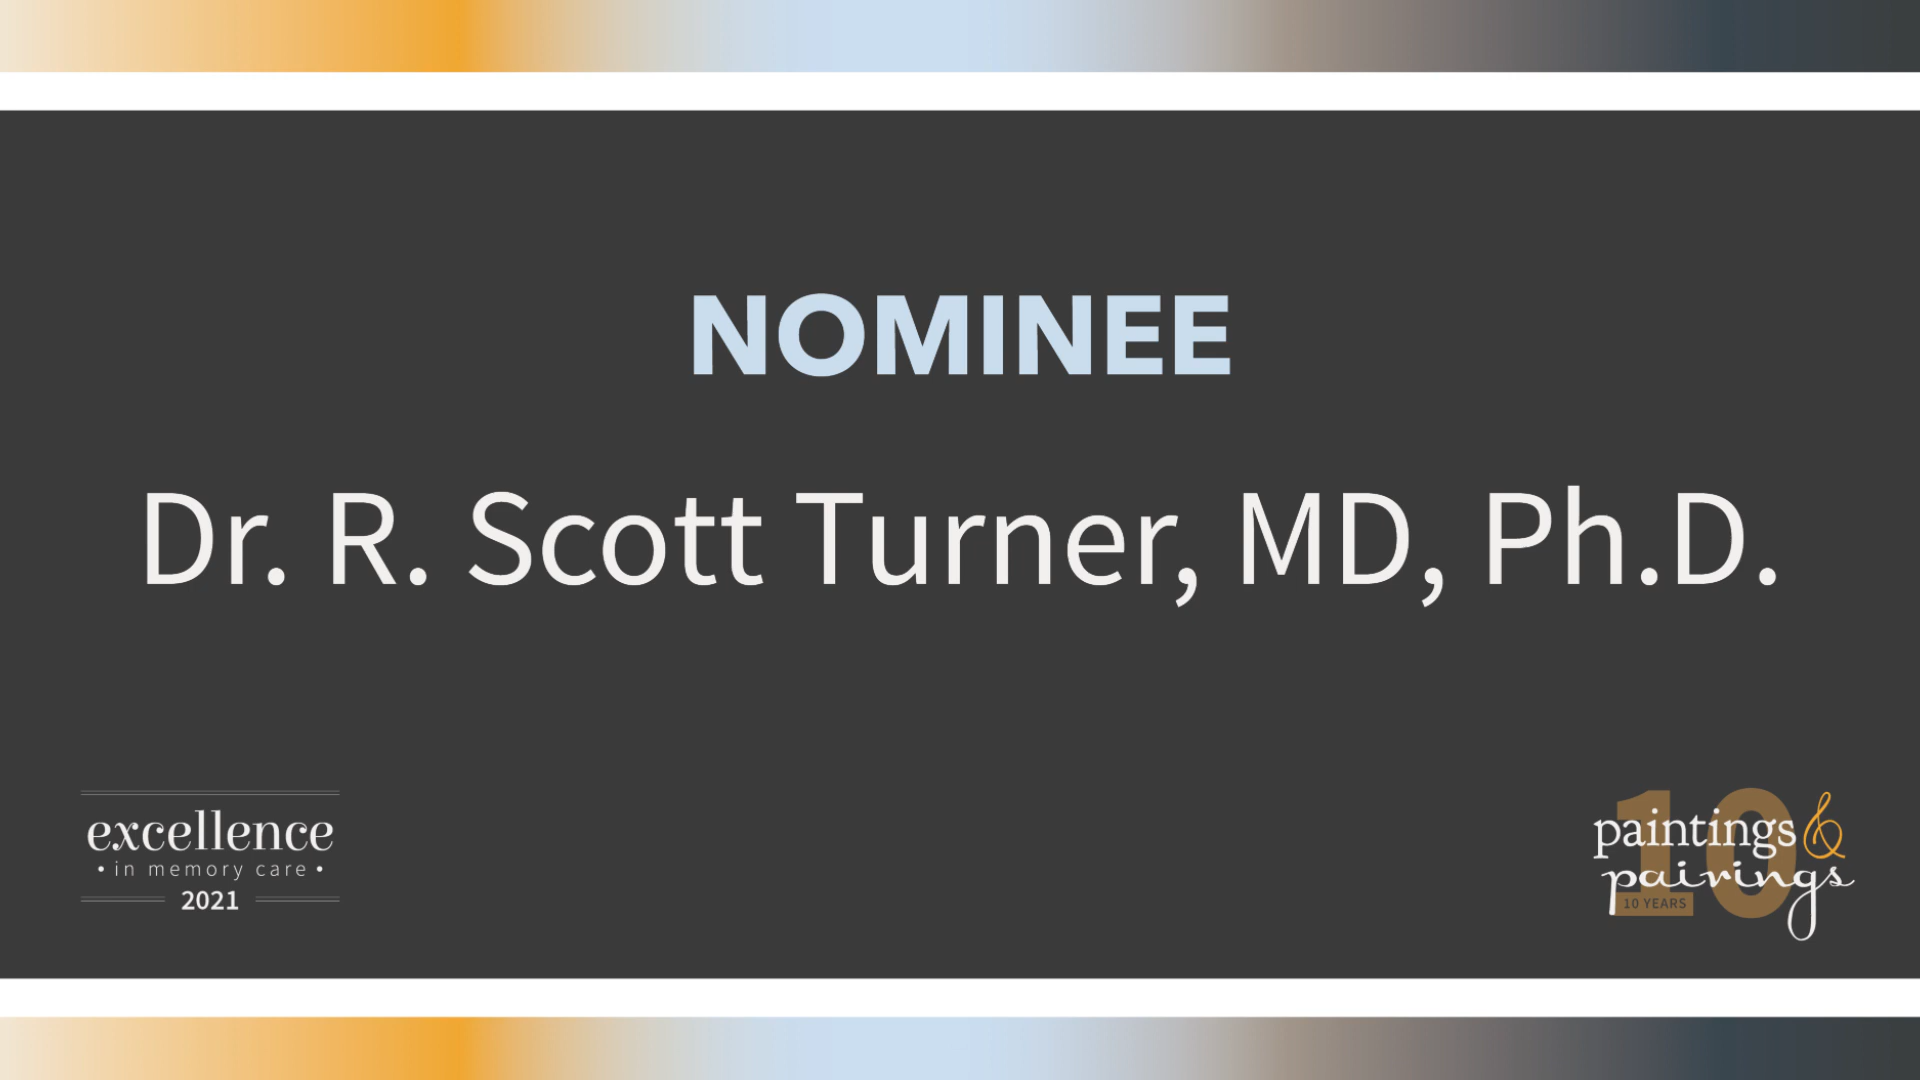 NOMINEE
Dr. R. Scott Turner, MD, Ph.D.
excellence
• in memory care •
2021
10
paintings &
pairings
10 YEARS